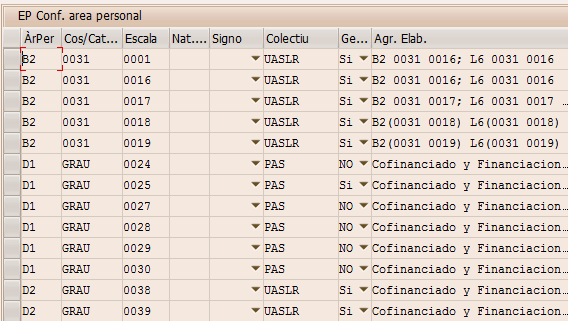 EP Conf. area personal
ÀrPer Cos/Cat.... Escala Nat.... Signo Colectiu Ge... Agr. Elab.
B2 0031 0001 UASLR Si B2 0031 0016; L6 0031 0016
B2 0031 0016 UASLR Si B2 0031 0016; L6 0031 0016
B2 0031 0017 UASLR Si B2 0031 0017; L6 0031 0017 ...
B2 0031 0018 UASLR Si B2(0031 0018) L6(0031 0018)
B2 0031 0019 UASLR Si B2(0031 0019) L6(0031 0019)
D1 GRAU 0024 PAS NO Cofinanciado y Financiacion...
D1 GRAU 0025 PAS Si Cofinanciado y Financiacion...
D1 GRAU 0027 PAS NO Cofinanciado y Financiacion...
D1 GRAU 0028 PAS NO Cofinanciado y Financiacion...
D1 GRAU 0029 PAS NO Cofinanciado y Financiacion...
D1 GRAU 0030 PAS NO Cofinanciado y Financiacion...
D2 GRAU 0038 UASLR Si Cofinanciado y Financiacion...
D2 GRAU 0039 UASLR Si Cofinanciado y Financiacion...